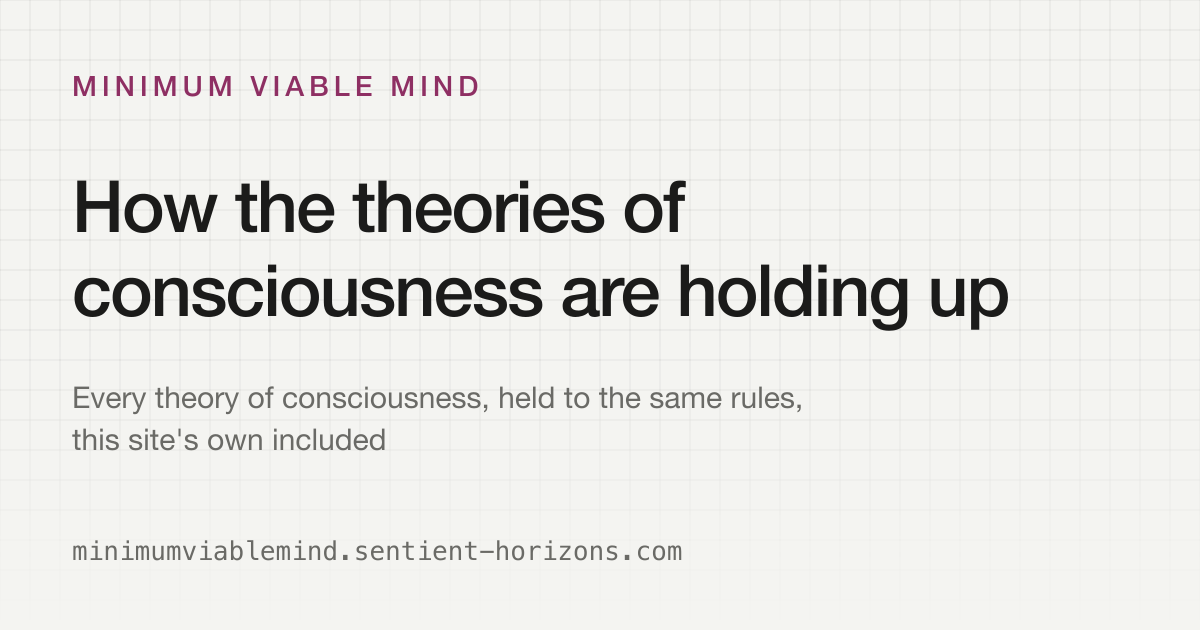 MINIMUM VIABLE MIND
How the theories of
consciousness are holding up
Every theory of consciousness, held to the same rules,
this site's own included
minimumviablemind.sentient-horizons.com